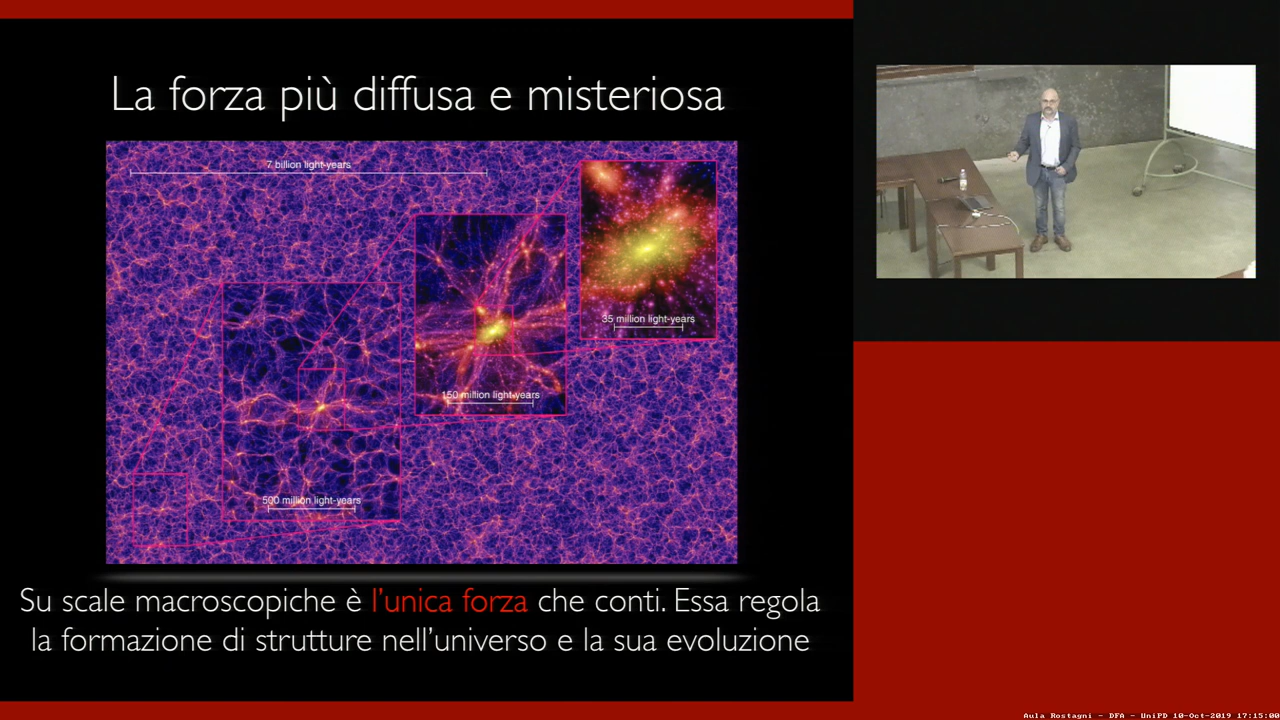 La forza più diffusa e misteriosa
7 billion light-years
35 million light-years
150 million light-years
500 million light-years
Su scale macroscopiche è l'unica forza che conti. Essa regola
la formazione di strutture nell'universo e la sua evoluzione
Aula Rostagni - DFA - UniPD 10-Oct-2019 17:15:00